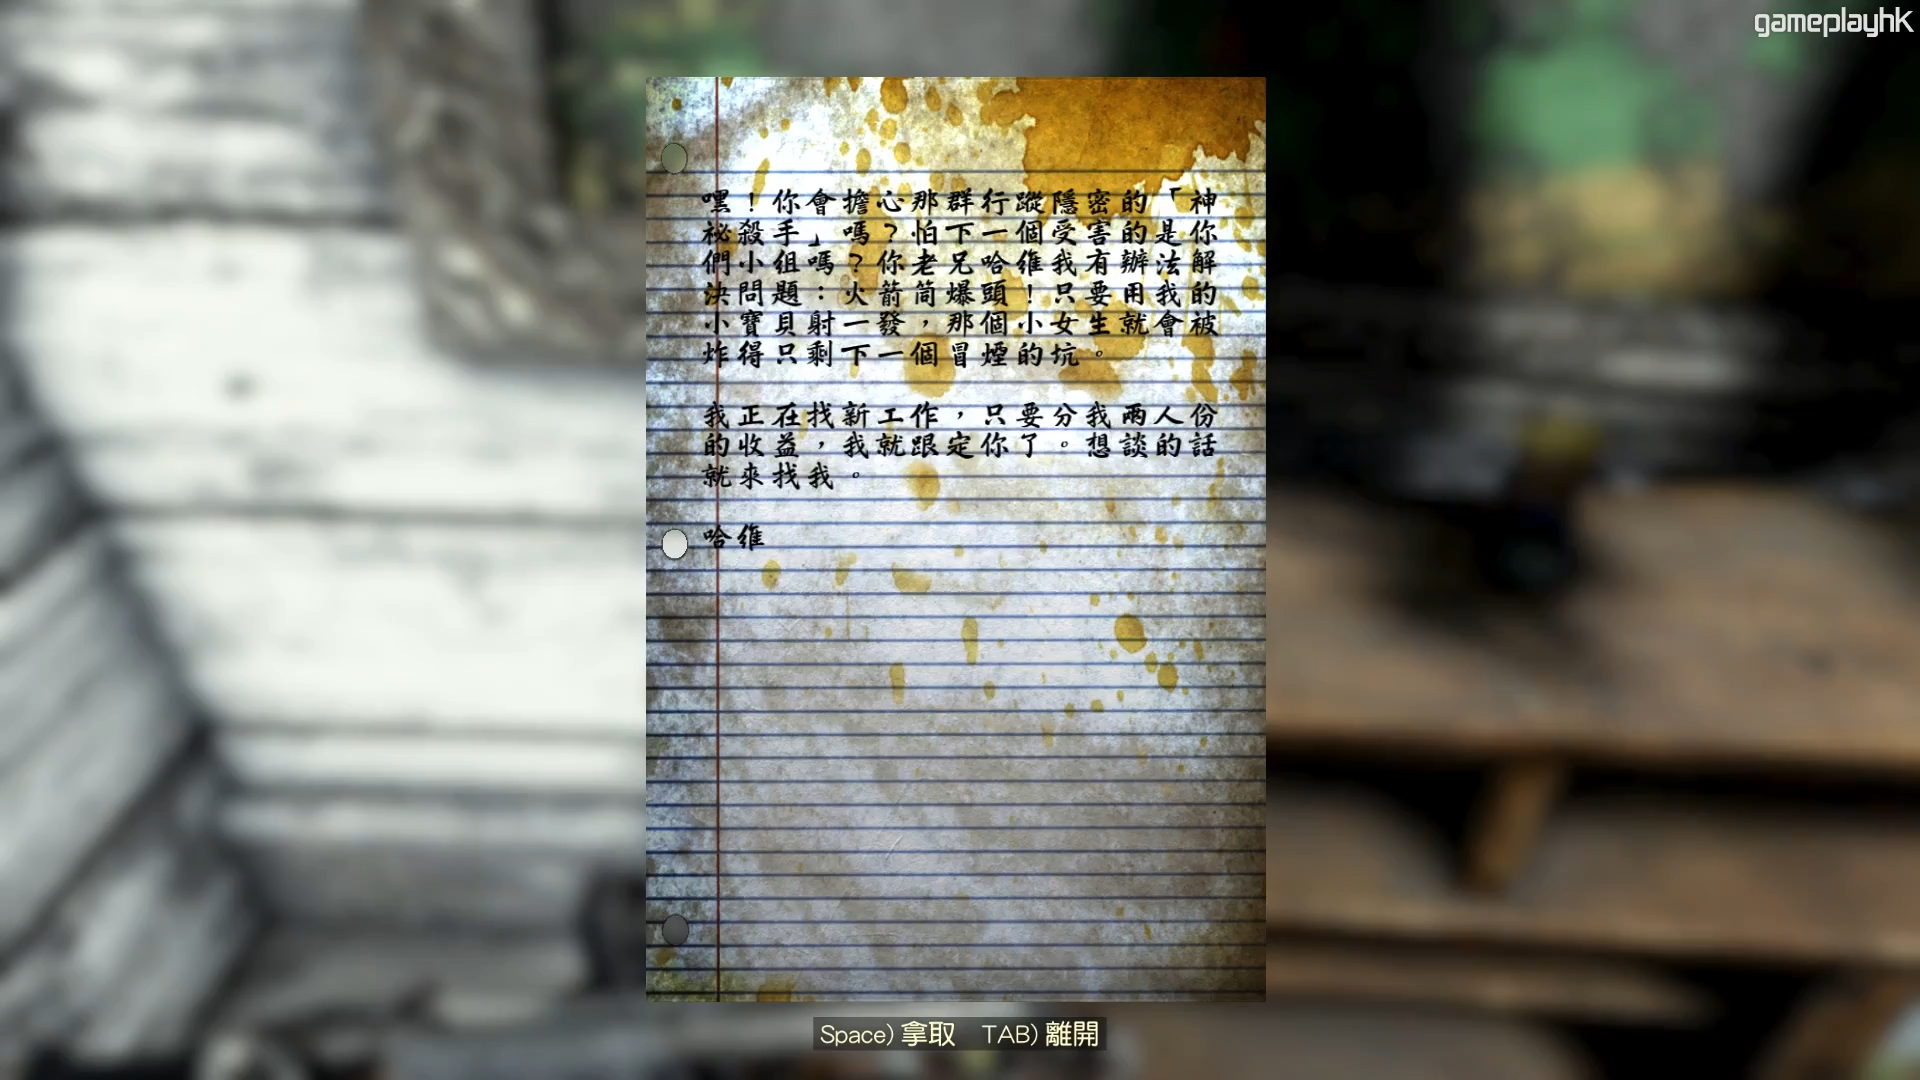 gameplayhk
嘿！你會擔心那群行蹤隱密的「神
祕殺手」嗎？怕下一個受害的是你
們小組嗎？你老兄哈維我有辦法解
決問題：火箭筒爆頭！只要用我的
小寶貝射一發，那個小女生就會被
炸得只剩下一個冒煙的坑。
我正在找新工作，只要分我兩人份
的收益，我就跟定你了。想談的話
就來找我。
哈維
Space) 拿取 TAB) 離開